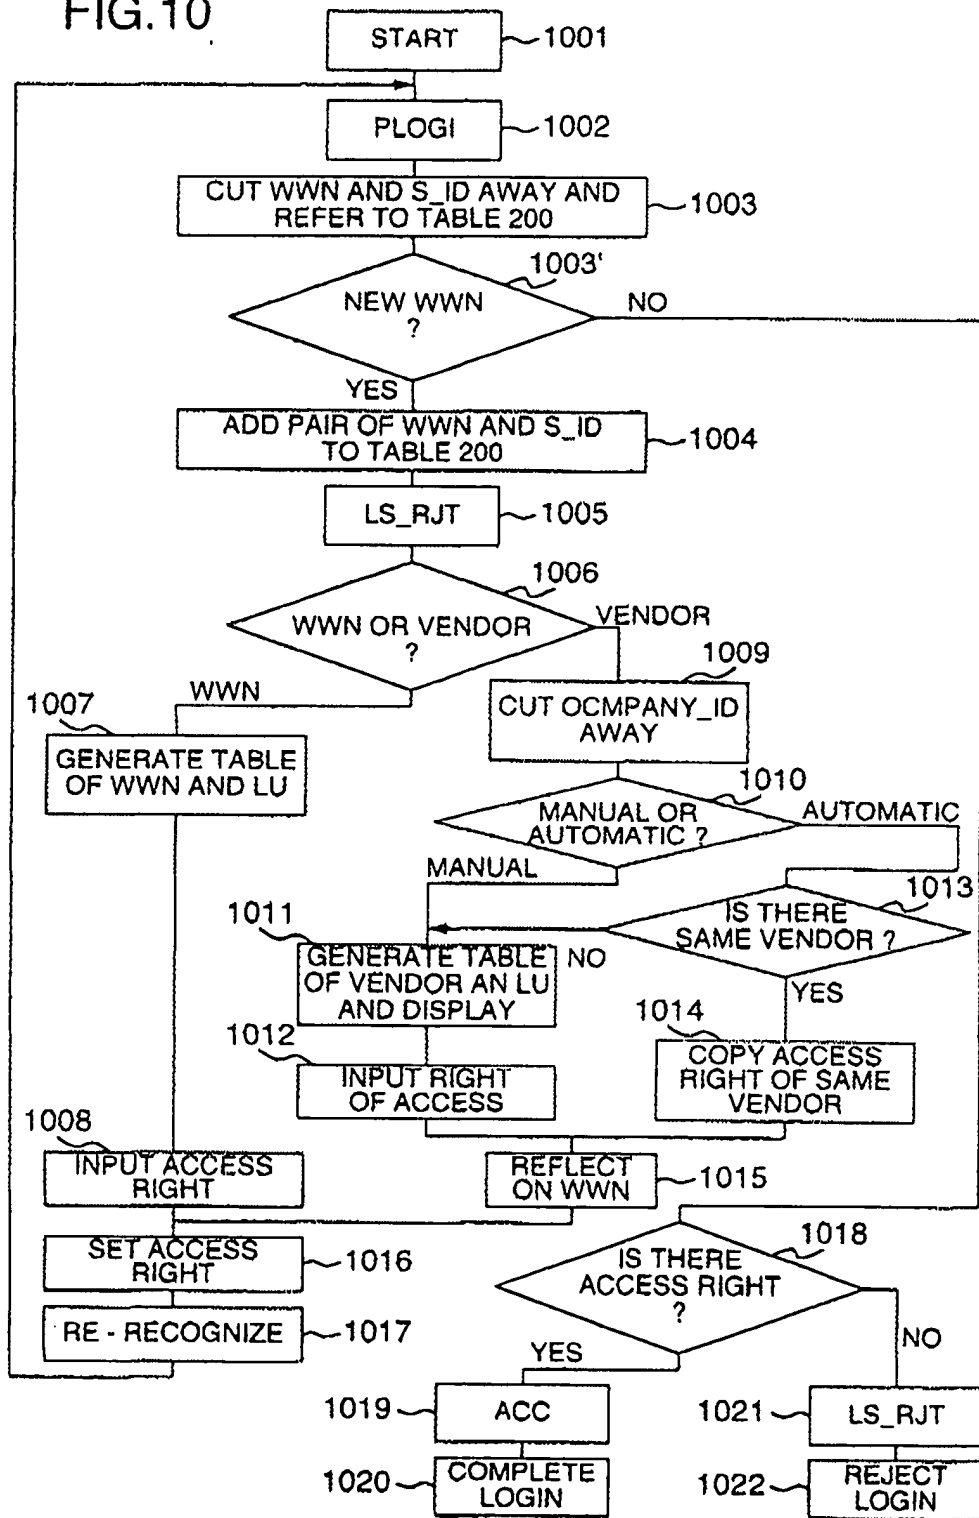 FIG.10
START
1001
PLOGI
1002
CUT WWN AND S_ID AWAY AND
REFER TO TABLE 200
1003
1003'
NEW WWN
?
NO
YES
ADD PAIR OF WWN AND S_ID
TO TABLE 200
1004
LS_RJT
1005
1006
WWN OR VENDOR
?
VENDOR
WWN
1007
GENERATE TABLE
OF WWN AND LU
1009
CUT OCMPANY_ID
AWAY
1010
MANUAL OR
AUTOMATIC ?
AUTOMATIC
MANUAL
1013
IS THERE
SAME VENDOR ?
NO
YES
1011
GENERATE TABLE
OF VENDOR AN LU
AND DISPLAY
1014
COPY ACCESS
RIGHT OF SAME
VENDOR
1012
INPUT RIGHT
OF ACCESS
1008
INPUT ACCESS
RIGHT
REFLECT
ON WWN
1015
SET ACCESS
RIGHT
1016
1018
IS THERE
ACCESS RIGHT
?
RE - RECOGNIZE
1017
YES
NO
1019
ACC
1021
LS_RJT
1020
COMPLETE
LOGIN
1022
REJECT
LOGIN